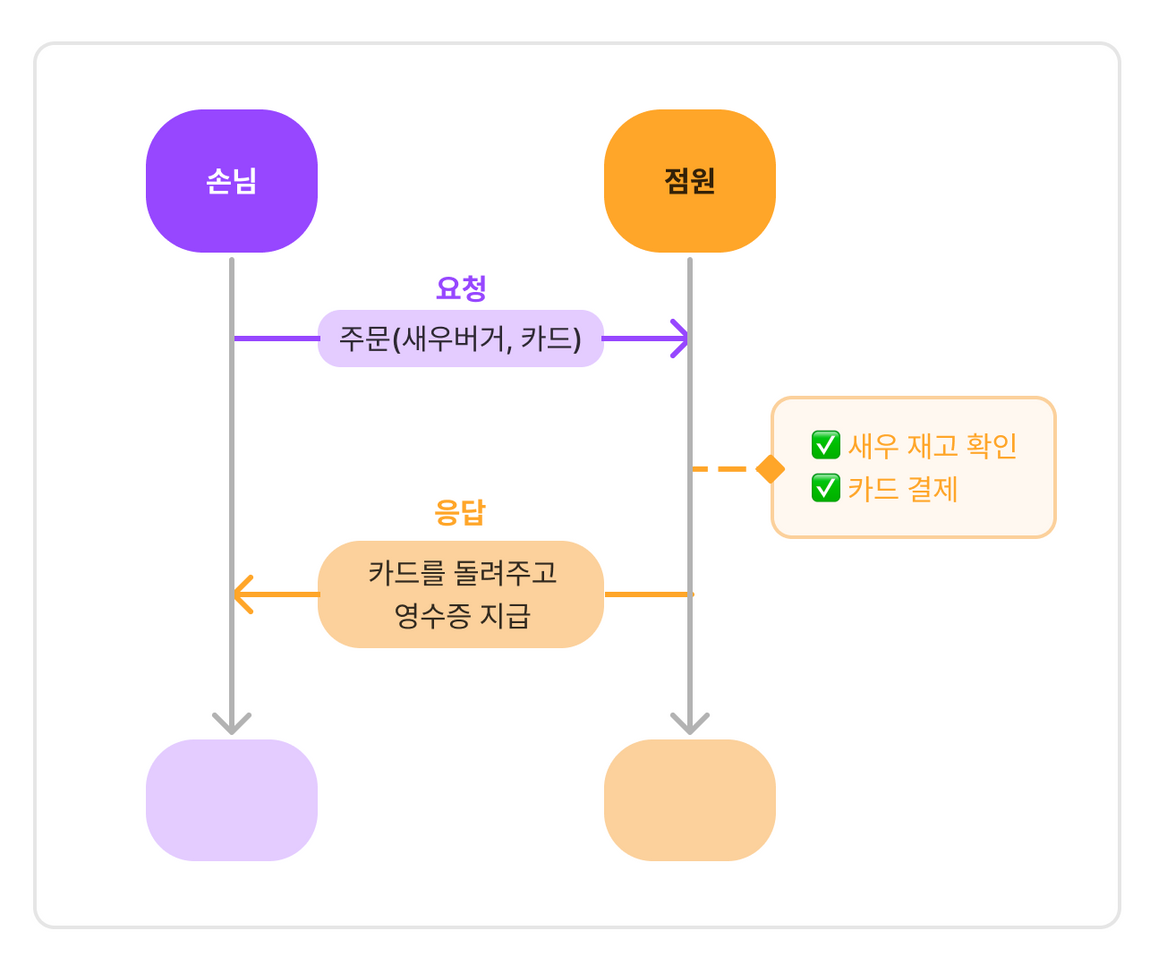 손님
점원
요청
주문(새우버거, 카드)
✅ 새우 재고 확인
✅ 카드 결제
응답
카드를 돌려주고
영수증 지급